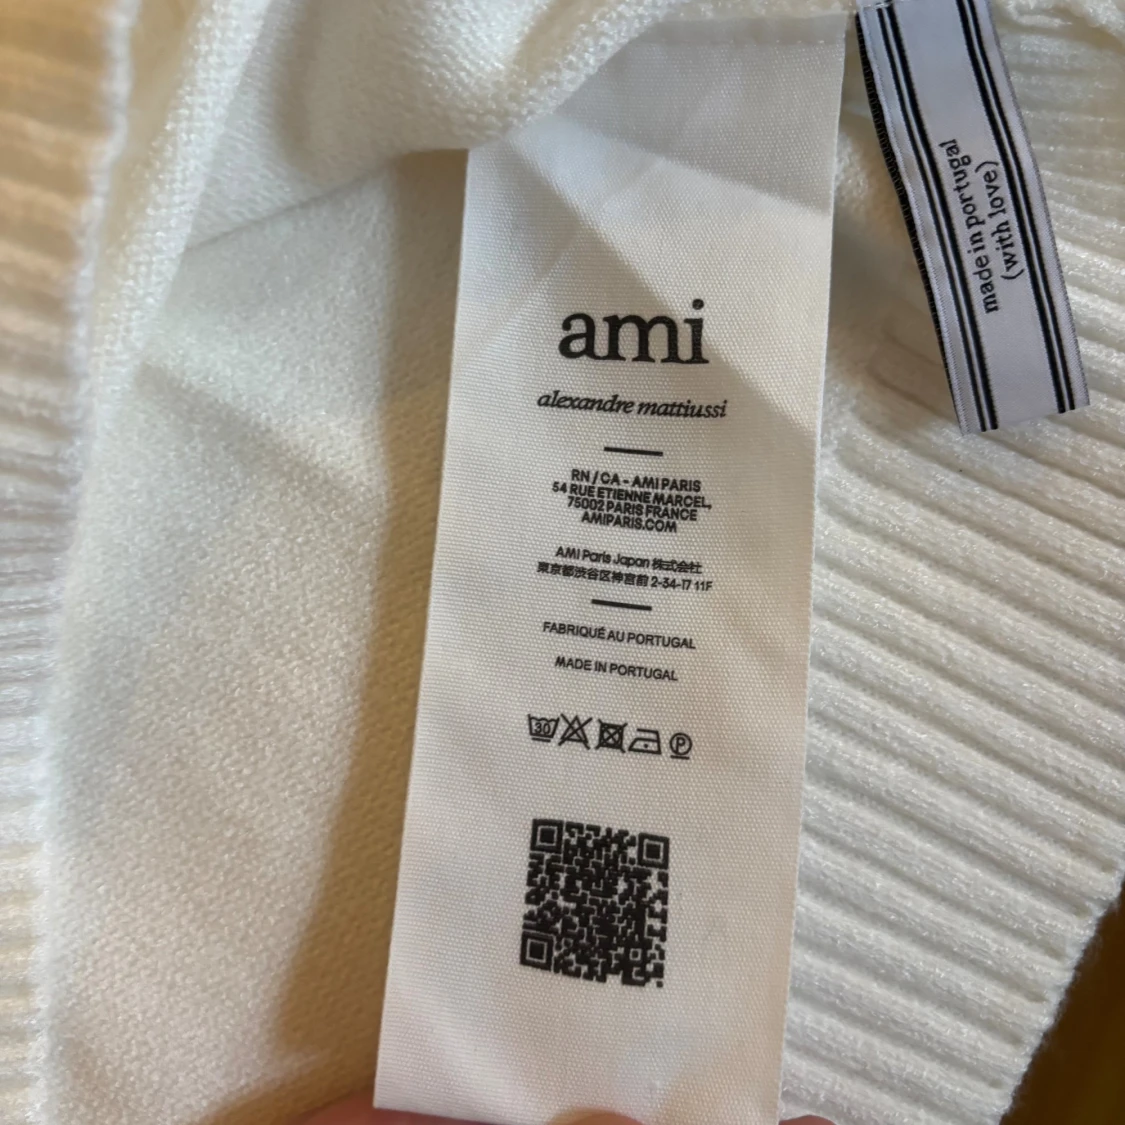 ami
alexandre mattiussi
RN / CA - AMI PARIS
54 RUE ETIENNE MARCEL,
75002 PARIS FRANCE
AMIPARIS.COM
AMI Paris Japan 株式会社
東京都渋谷区神宮前 2-34-17 11F
FABRIQUÉ AU PORTUGAL
MADE IN PORTUGAL
30
P
made in portugal
(with love)